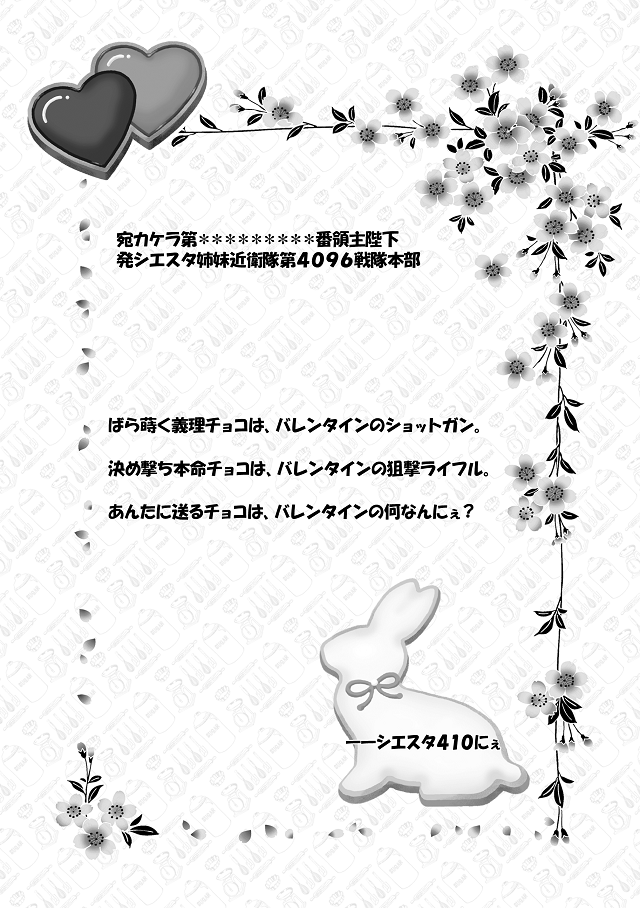 宛カケラ第＊＊＊＊＊＊＊＊＊番領主陛下
発シエスタ姉妹近衛隊第4096戦隊本部
ばら蒔く義理チョコは、バレンタインのショットガン。
決め撃ち本命チョコは、バレンタインの狙撃ライフル。
あんたに送るチョコは、バレンタインの何なんにぇ？
――シエスタ410にぇ